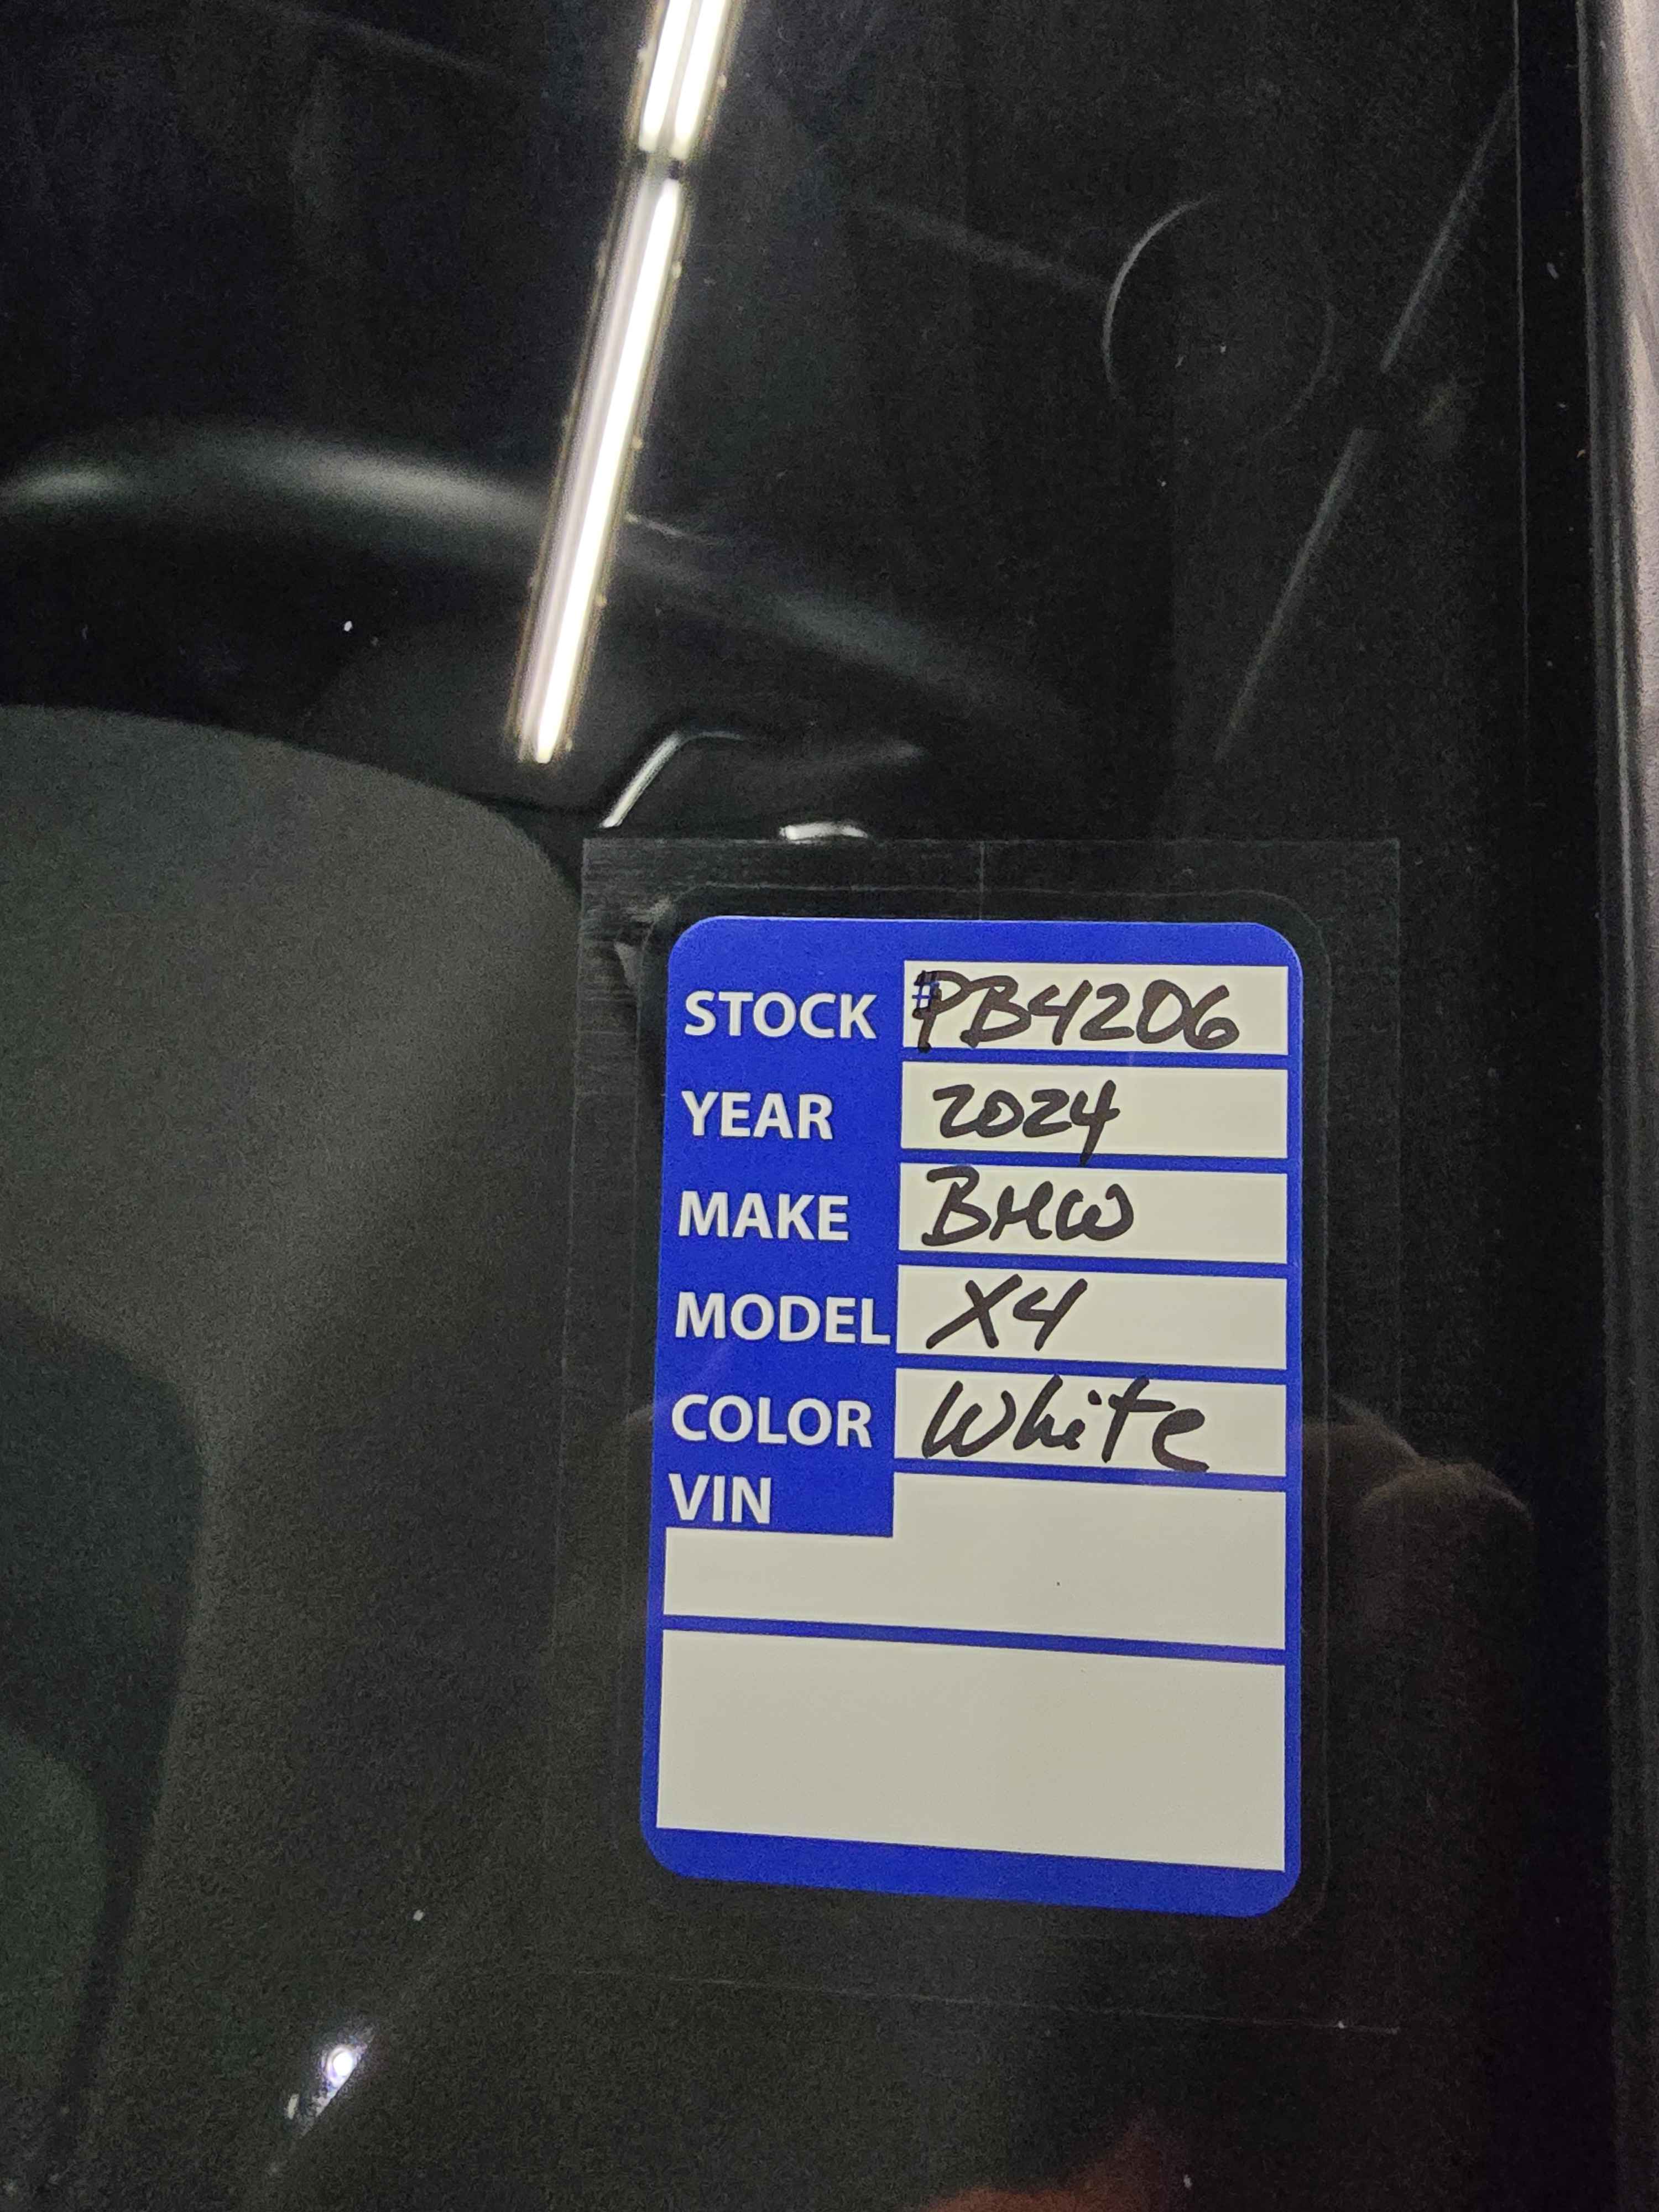 STOCK #PB4206
YEAR 2024
MAKE BMW
MODEL X4
COLOR White
VIN